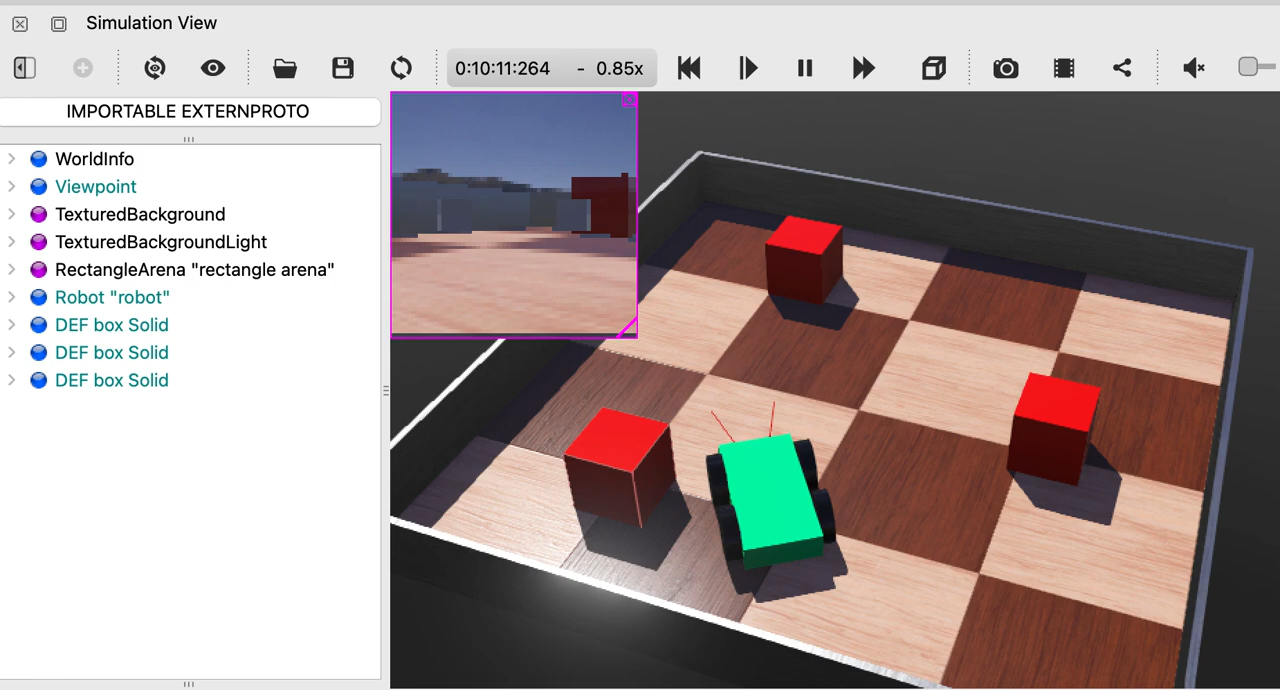 Simulation View
0:10:11:264 - 0.85x
IMPORTABLE EXTERNPROTO
WorldInfo
Viewpoint
TexturedBackground
TexturedBackgroundLight
RectangleArena "rectangle arena"
Robot "robot"
DEF box Solid
DEF box Solid
DEF box Solid